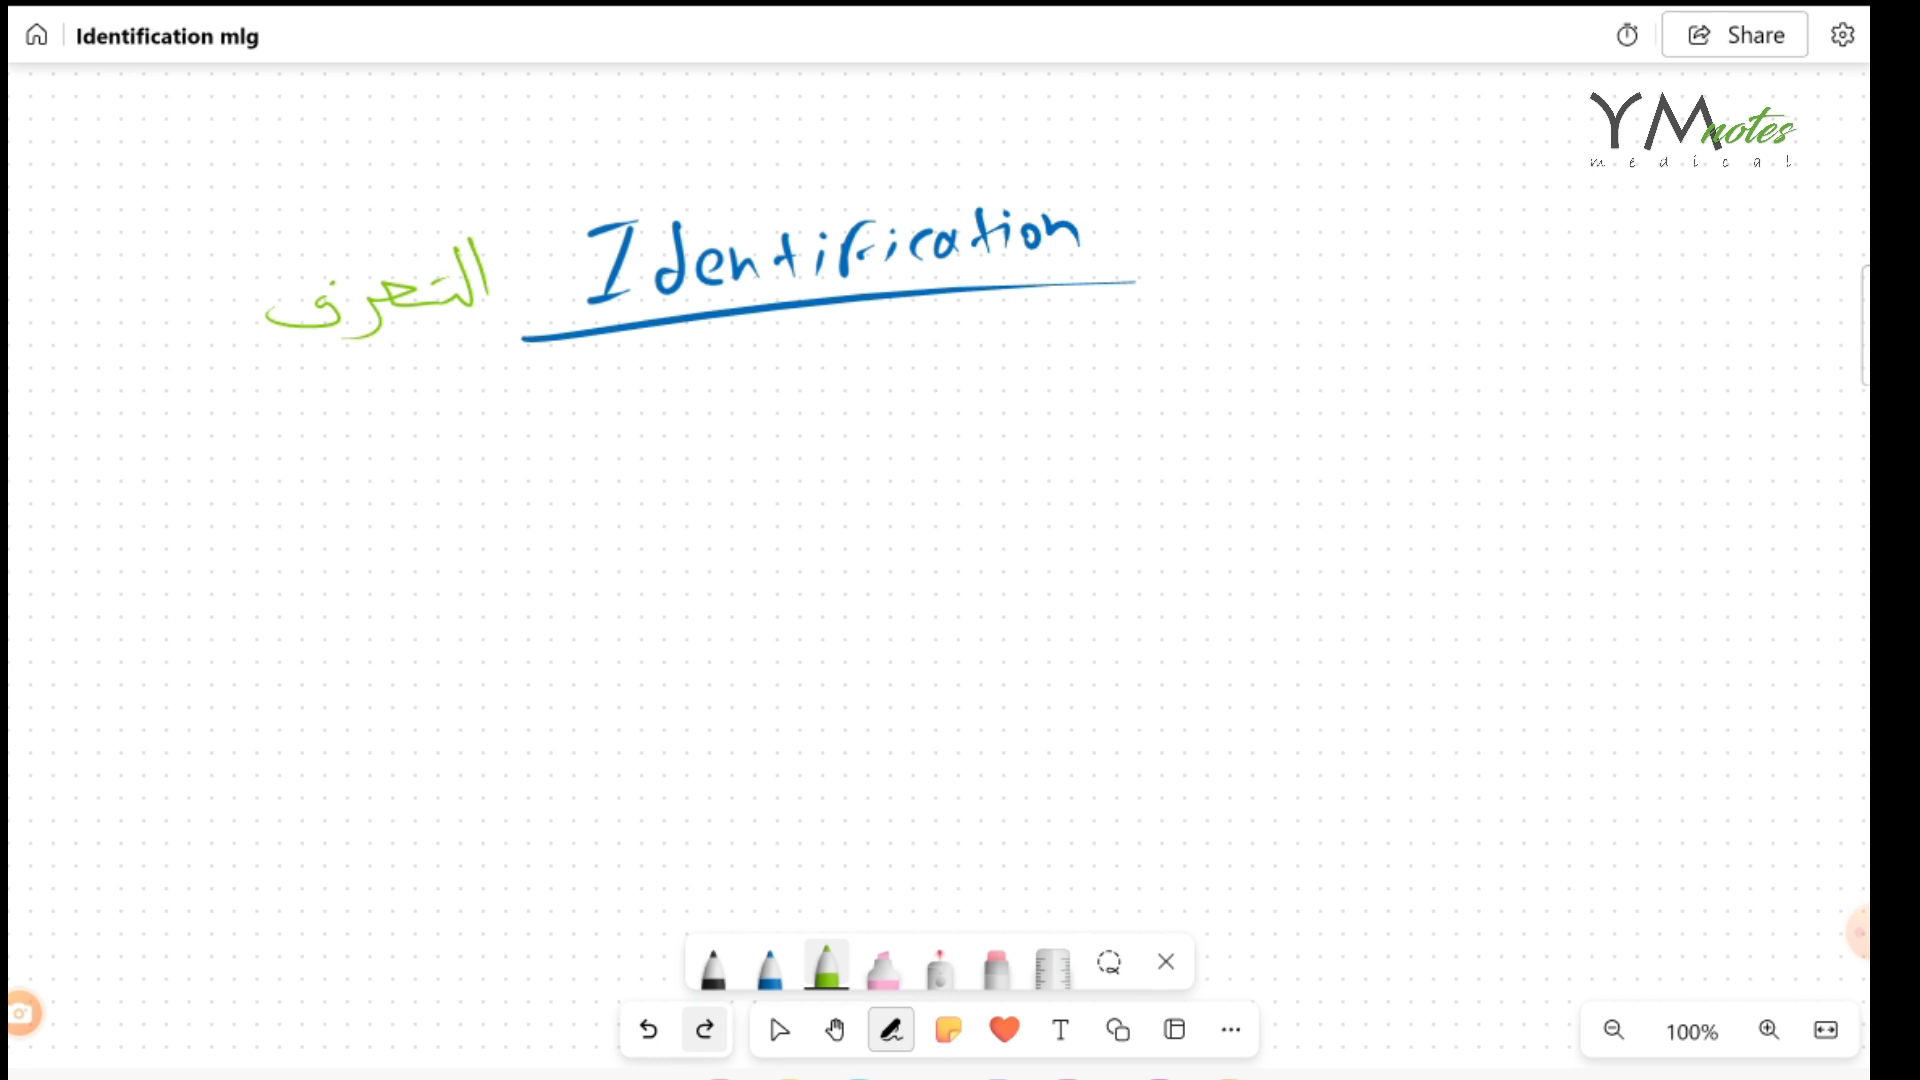 Identification mlg
Share
YM notes
medical
Identification التعرف
100%